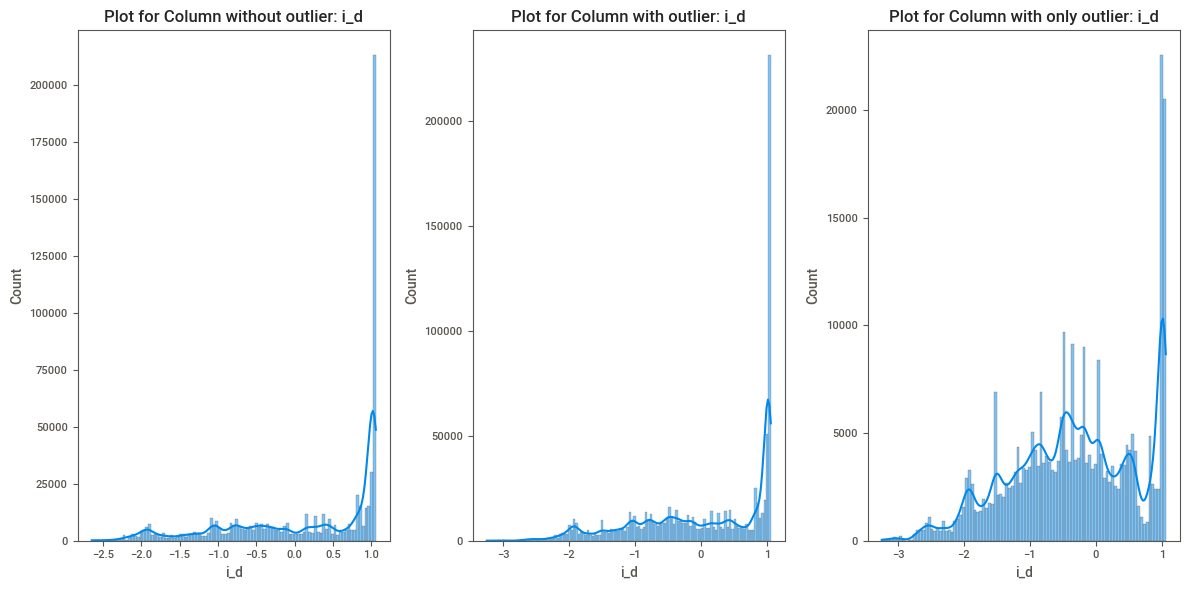 Plot for Column without outlier: i_d
Plot for Column with outlier: i_d
Plot for Column with only outlier: i_d
200000
175000
150000
125000
100000
75000
50000
25000
0
Count
−2.5 −2.0 −1.5 −1.0 −0.5 0.0 0.5 1.0
i_d
200000
150000
100000
50000
0
Count
−3 −2 −1 0 1
i_d
20000
15000
10000
5000
0
Count
−3 −2 −1 0 1
i_d